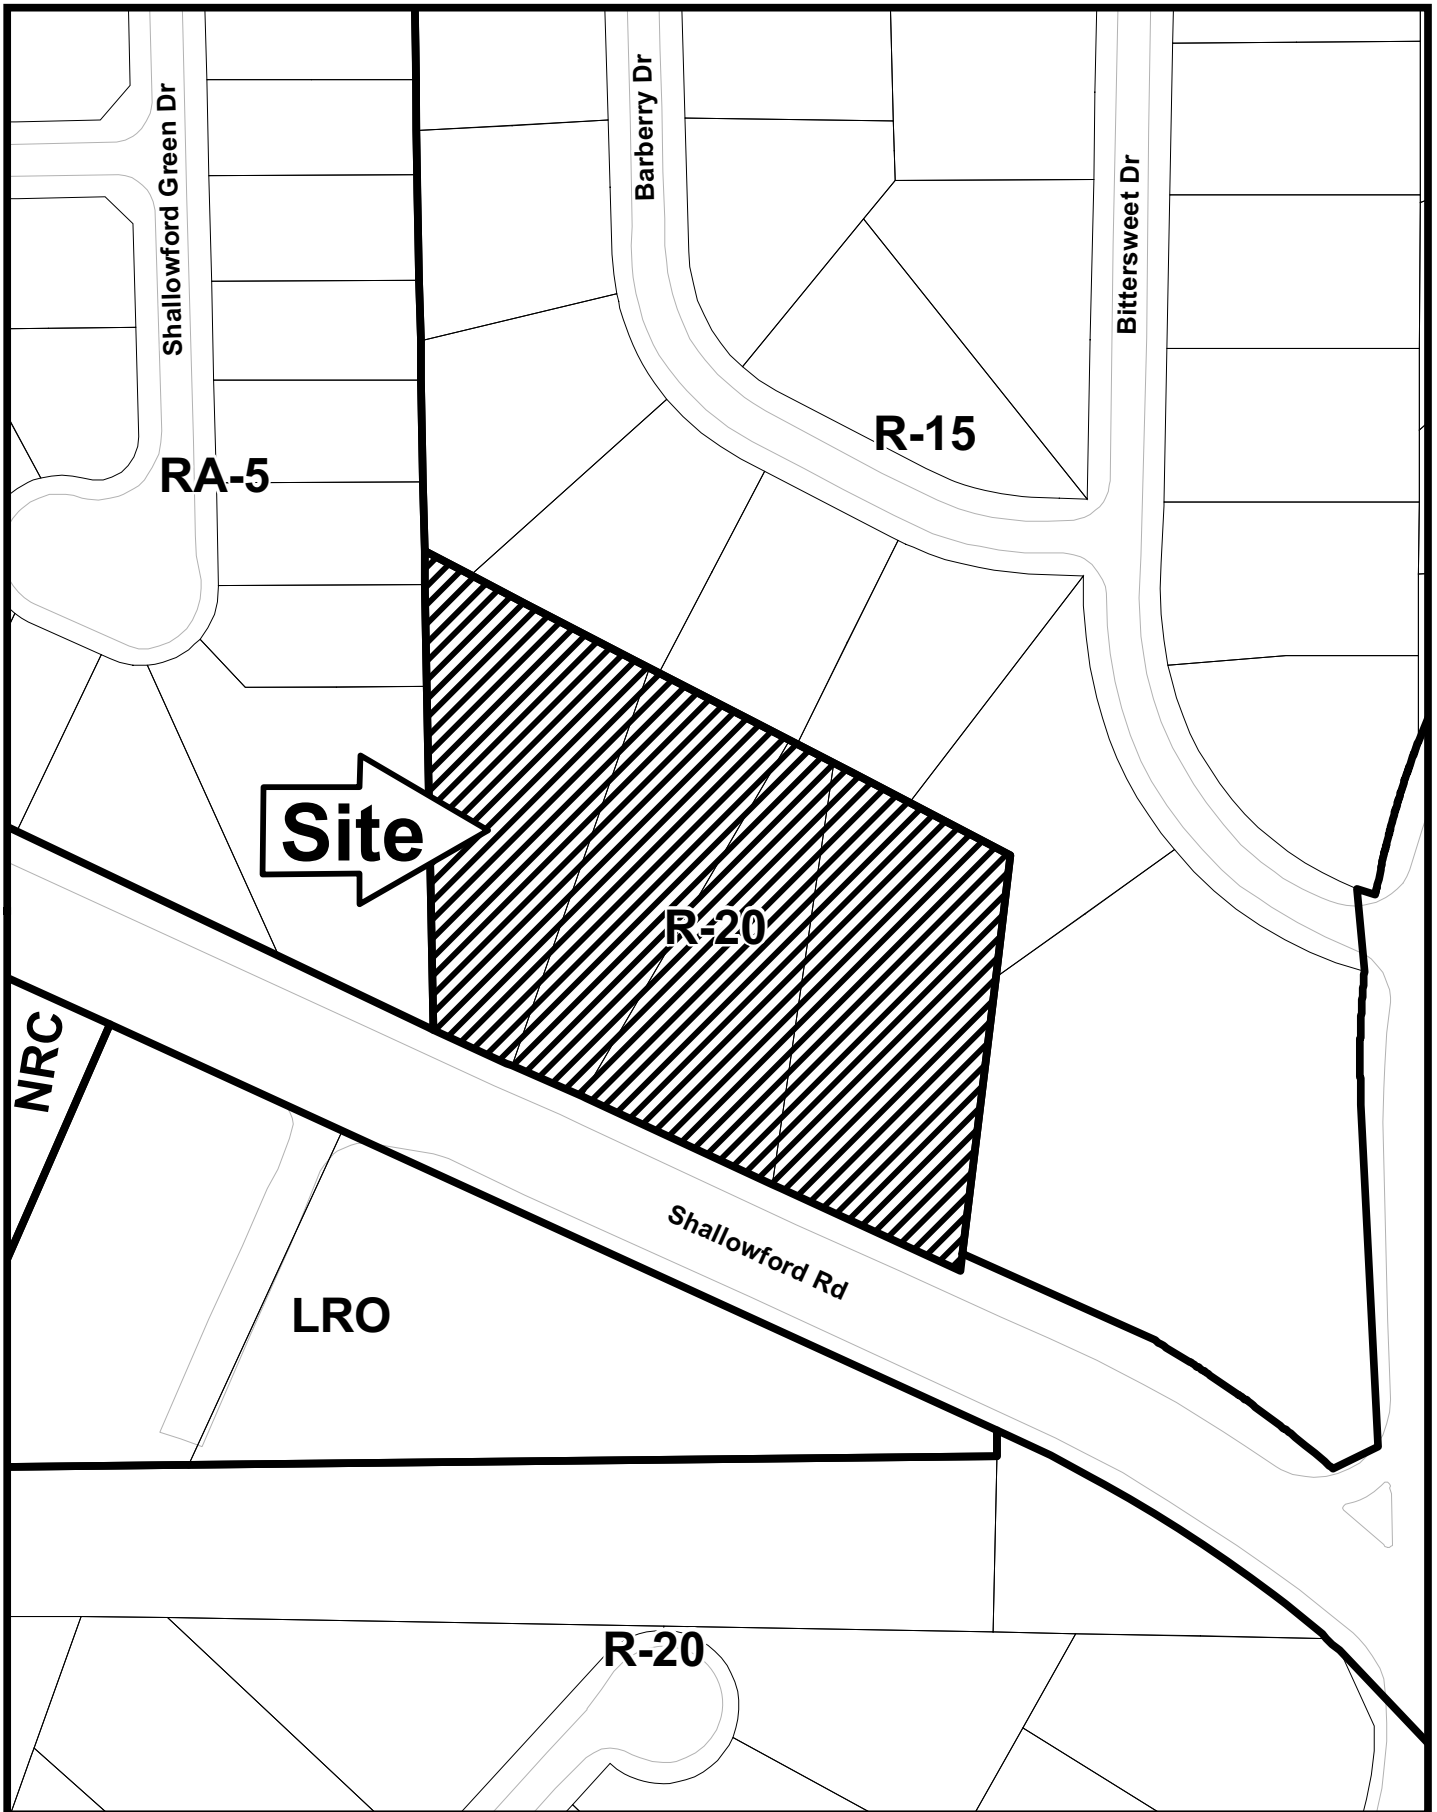 Shallowford Green Dr
Barberry Dr
Bittersweet Dr
R-15
RA-5
Site
R-20
NRC
Shallowford Rd
LRO
R-20